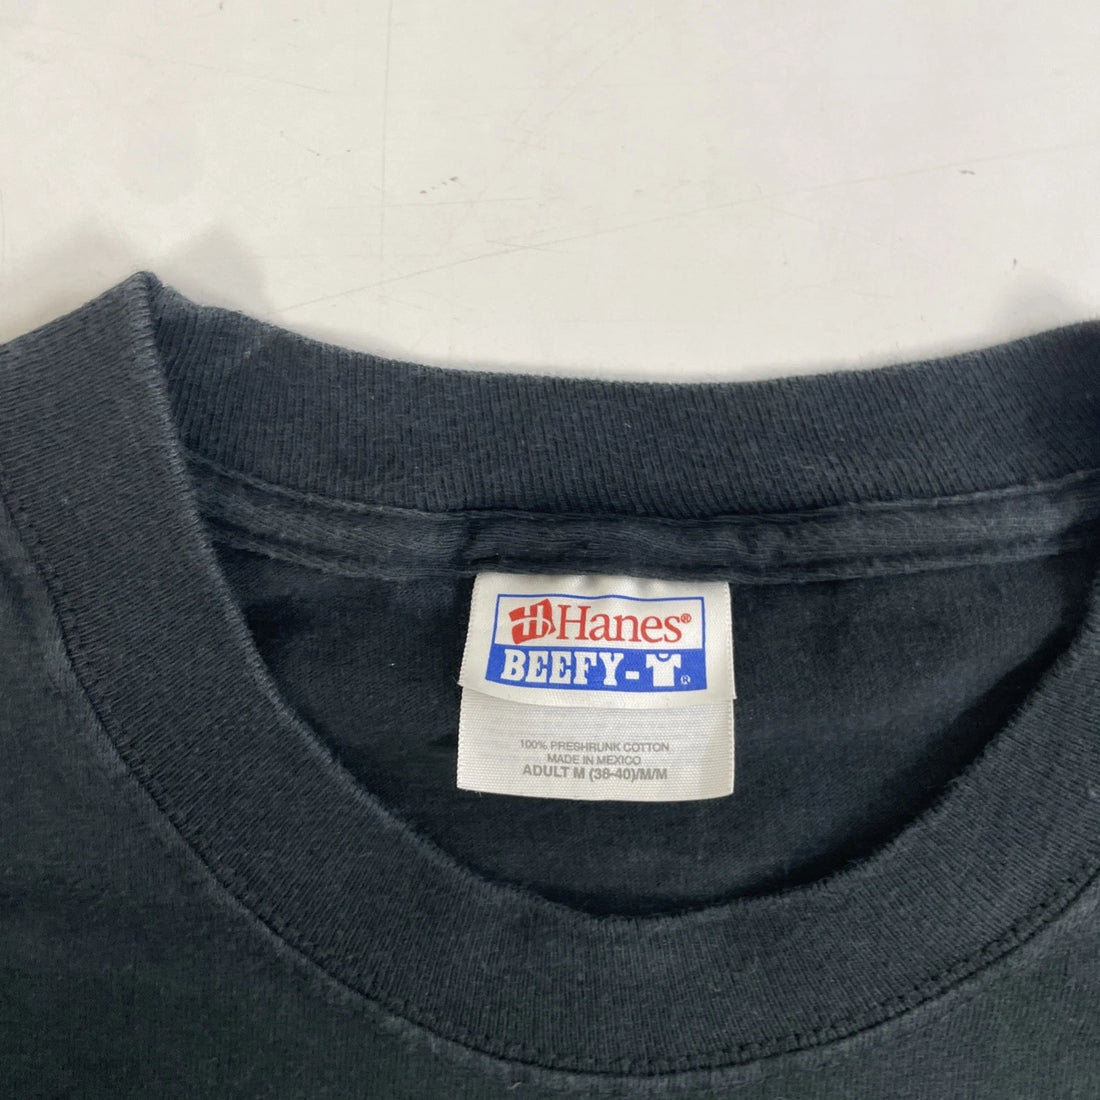 Hanes®
BEEFY-T®
100% PRESHRUNK COTTON
MADE IN MEXICO
ADULT M (38-40)/M/M